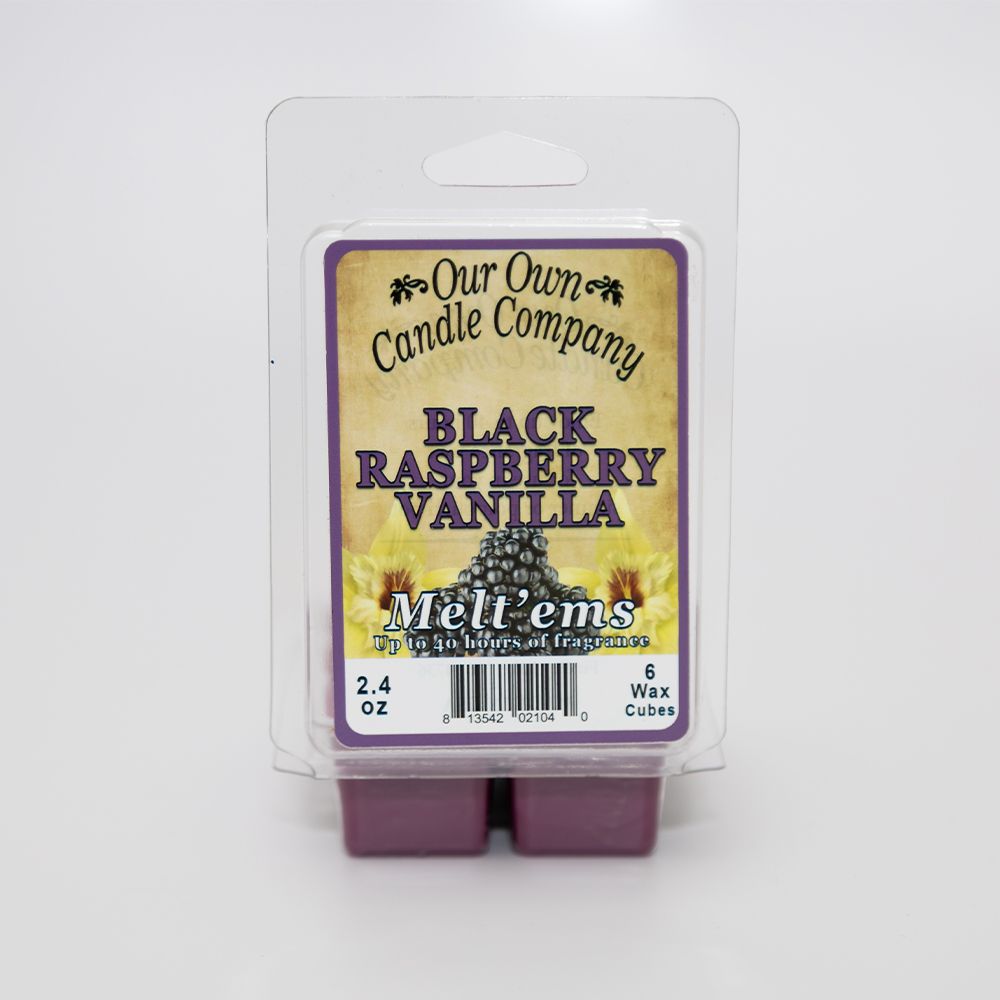 Our Own
Candle Company
BLACK
RASPBERRY
VANILLA
Melt'ems
Up to 40 hours of fragrance
2.4
oz
8 13542 02104 0
6
Wax
Cubes